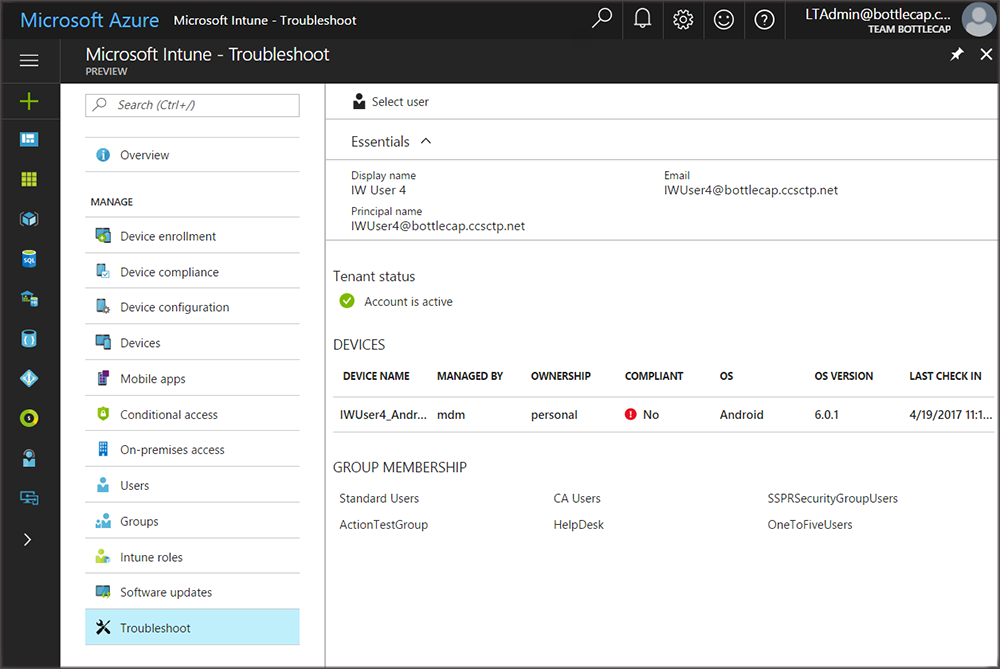 Microsoft Azure Microsoft Intune - Troubleshoot
LTAdmin@bottlecap.c...
TEAM BOTTLECAP
Microsoft Intune - Troubleshoot
PREVIEW
Search (Ctrl+/)
Overview
MANAGE
Device enrollment
Device compliance
Device configuration
Devices
Mobile apps
Conditional access
On-premises access
Users
Groups
Intune roles
Software updates
Troubleshoot
Select user
Essentials
Display name
IW User 4
Email
IWUser4@bottlecap.ccsctp.net
Principal name
IWUser4@bottlecap.ccsctp.net
Tenant status
Account is active
DEVICES
DEVICE NAME MANAGED BY OWNERSHIP COMPLIANT OS OS VERSION LAST CHECK IN
IWUser4_Andr... mdm personal No Android 6.0.1 4/19/2017 11:1...
GROUP MEMBERSHIP
Standard Users CA Users SSPRSecurityGroupUsers
ActionTestGroup HelpDesk OneToFiveUsers
SQL